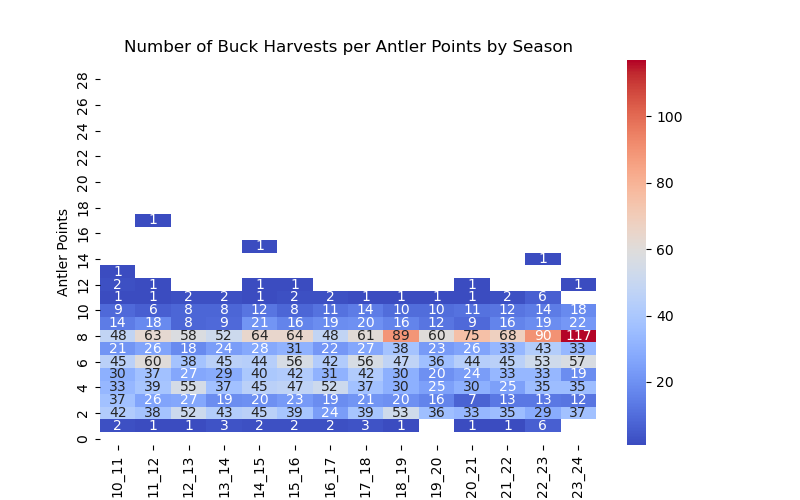 Number of Buck Harvests per Antler Points by Season
28
26
24
22
20
18
1
16
1
14
1
1
12
2 1 1 1 1 1
1 1 2 2 1 2 2 1 1 1 1 2 6
10
9 6 8 8 12 8 11 14 10 10 11 12 14 18
14 18 8 9 21 16 19 20 16 12 9 16 19 22
8
48 63 58 52 64 64 48 61 89 60 75 68 90 117
21 26 18 24 28 31 22 27 38 23 26 33 43 33
6
45 60 38 45 44 56 42 56 47 36 44 45 53 57
30 37 27 29 40 42 31 42 30 20 24 33 33 19
4
33 39 55 37 45 47 52 37 30 25 30 25 35 35
37 26 27 19 20 23 19 21 20 16 7 13 13 12
2
42 38 52 43 45 39 24 39 53 36 33 35 29 37
2 1 1 3 2 2 2 3 1 1 1 6
0
Antler Points
10_11 11_12 12_13 13_14 14_15 15_16 16_17 17_18 18_19 19_20 20_21 21_22 22_23 23_24
100
80
60
40
20